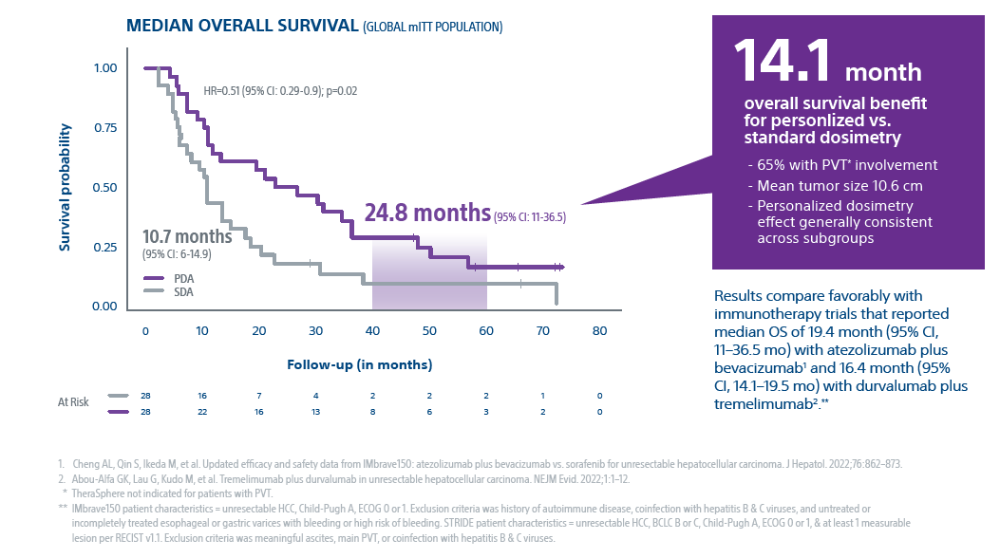 MEDIAN OVERALL SURVIVAL (GLOBAL mITT POPULATION)
1.00
0.75
0.50
0.25
0.00
Survival probability
HR=0.51 (95% CI: 0.29-0.9); p=0.02
24.8 months (95% CI: 11-36.5)
10.7 months
(95% CI: 6-14.9)
PDA
SDA
0 10 20 30 40 50 60 70 80
Follow-up (in months)
At Risk
28 16 7 4 2 2 2 1 0
28 22 16 13 8 6 3 2 0
14.1 month
overall survival benefit
for personlized vs.
standard dosimetry
- 65% with PVT* involvement
- Mean tumor size 10.6 cm
- Personalized dosimetry
effect generally consistent
across subgroups
Results compare favorably with
immunotherapy trials that reported
median OS of 19.4 month (95% CI,
11–36.5 mo) with atezolizumab plus
bevacizumab¹ and 16.4 month (95%
CI, 14.1–19.5 mo) with durvalumab plus
tremelimumab².**
1. Cheng AL, Qin S, Ikeda M, et al. Updated efficacy and safety data from IMbrave150: atezolizumab plus bevacizumab vs. sorafenib for unresectable hepatocellular carcinoma. J Hepatol. 2022;76:862–873.
2. Abou-Alfa GK, Lau G, Kudo M, et al. Tremelimumab plus durvalumab in unresectable hepatocellular carcinoma. NEJM Evid. 2022;1:1–12.
* TheraSphere not indicated for patients with PVT.
** IMbrave150 patient characteristics = unresectable HCC, Child-Pugh A, ECOG 0 or 1. Exclusion criteria was history of autoimmune disease, coinfection with hepatitis B & C viruses, and untreated or
incompletely treated esophageal or gastric varices with bleeding or high risk of bleeding. STRIDE patient characteristics = unresectable HCC, BCLC B or C, Child-Pugh A, ECOG 0 or 1, & at least 1 measurable
lesion per RECIST v1.1. Exclusion criteria was meaningful ascites, main PVT, or coinfection with hepatitis B & C viruses.